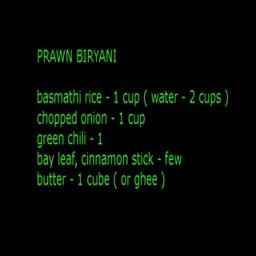 PRAWN BIRYANI
basmathi rice - 1 cup ( water - 2 cups )
chopped onion - 1 cup
green chili - 1
bay leaf, cinnamon stick - few
butter - 1 cube ( or ghee )